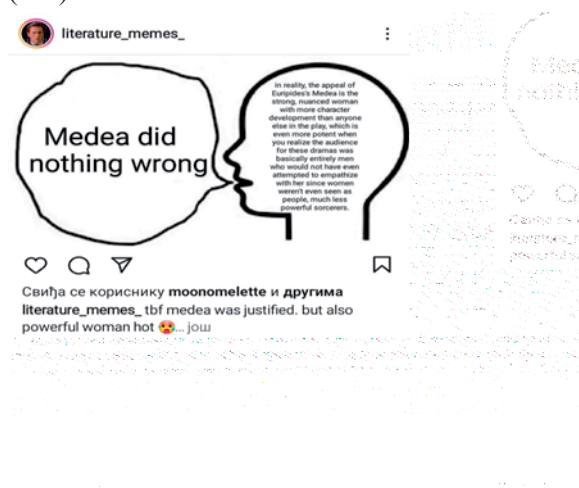 literature_memes_
in reality, the appeal of
Euripides's Medea is the
strong, nuanced woman
with more character
development than anyone
else in the play, which is
even more potent when
you realize the audience
for these dramas was
basically entirely men
who would not have even
attempted to empathize
with her since women
weren't even seen as
people, much less
powerful sorcerers.
Medea did
nothing wrong
Свиђа се кориснику moonomelette и другима
literature_memes_ tbf medea was justified. but also
powerful woman hot 🥵... још